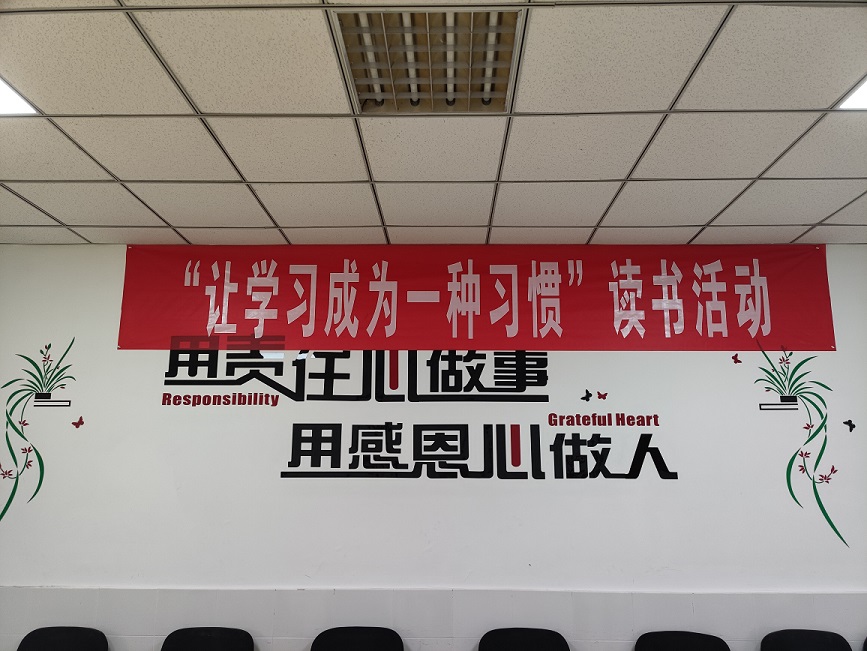 “让学习成为一种习惯”读书活动
用责任心做事
Responsibility
Grateful Heart
用感恩心做人